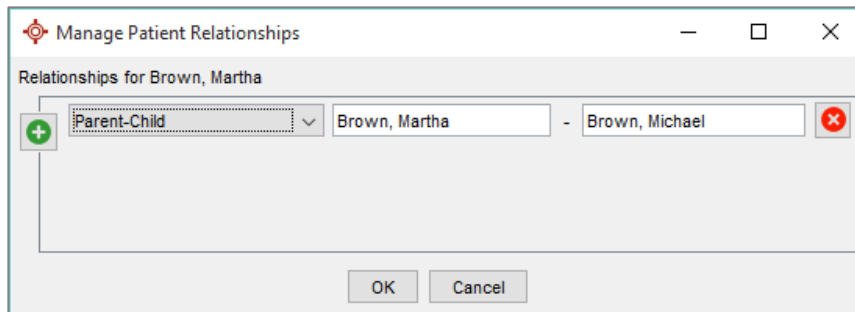 Manage Patient Relationships
Relationships for Brown, Martha
Parent-Child Brown, Martha - Brown, Michael
OK Cancel